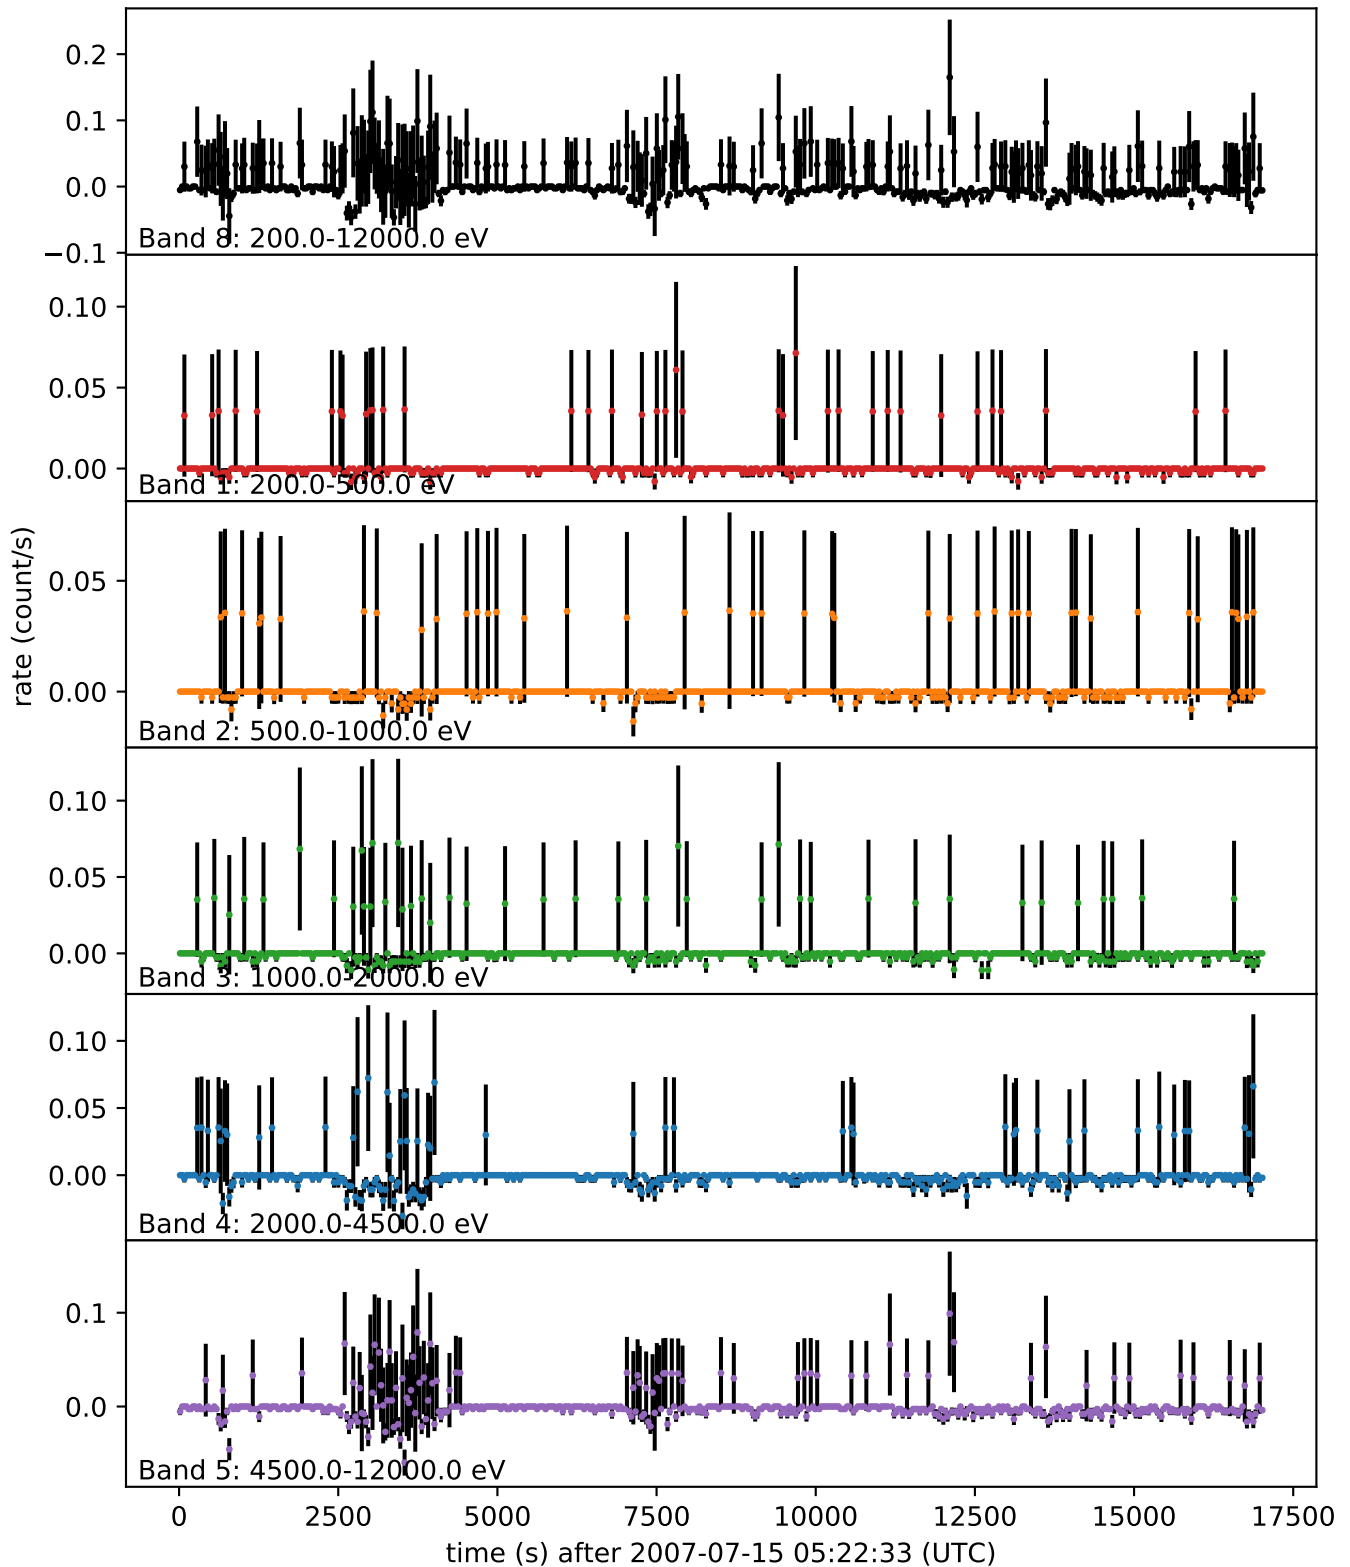 0.2
0.1
0.0
−0.1
Band 8: 200.0-12000.0 eV
0.10
0.05
0.00
Band 1: 200.0-500.0 eV
0.05
0.00
Band 2: 500.0-1000.0 eV
rate (count/s)
0.10
0.05
0.00
Band 3: 1000.0-2000.0 eV
0.10
0.05
0.00
Band 4: 2000.0-4500.0 eV
0.1
0.0
Band 5: 4500.0-12000.0 eV
0 2500 5000 7500 10000 12500 15000 17500
time (s) after 2007-07-15 05:22:33 (UTC)